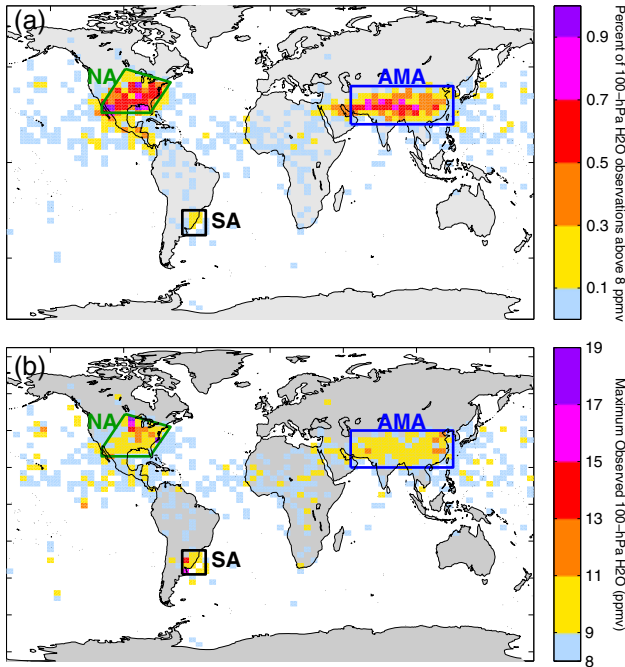 (a)
NA
AMA
SA
0.9
0.7
0.5
0.3
0.1
Percent of 100-hPa H2O observations above 8 ppmv
(b)
NA
AMA
SA
19
17
15
13
11
9
8
Maximum Observed 100-hPa H2O (ppmv)